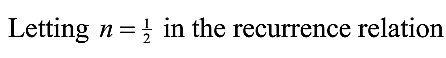 Letting n = ½ in the recurrence relation